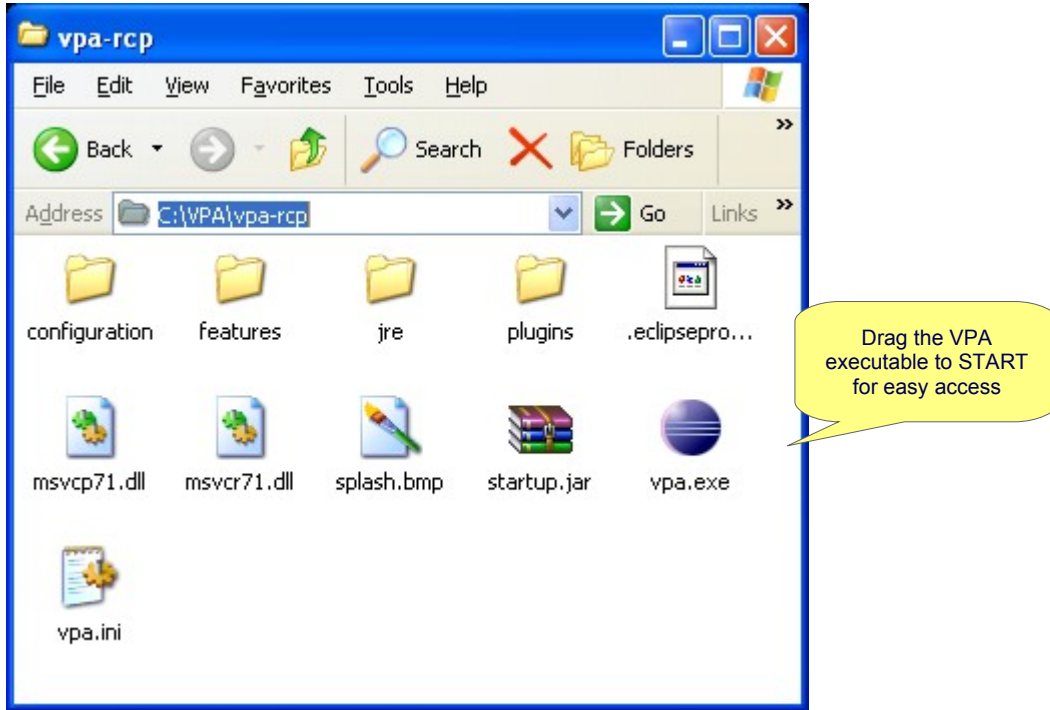 vpa-rcp
File Edit View Favorites Tools Help
Back Search Folders »
Address C:\VPA\vpa-rcp Go Links »
configuration features jre plugins .eclipsepro...
msvcp71.dll msvcr71.dll splash.bmp startup.jar vpa.exe
vpa.ini
Drag the VPA
executable to START
for easy access